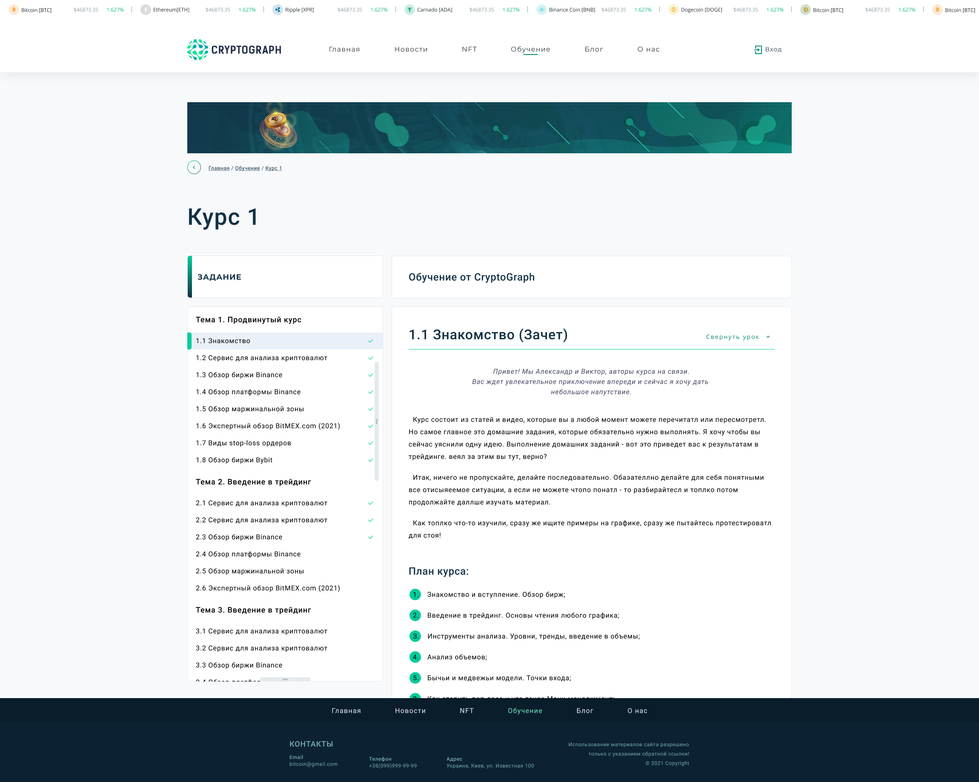 Bitcoin [BTC] $46873.35 1.627% Ethereum[ETH] $46873.35 1.627% Ripple [XPR] $46873.35 1.627% Carnado [ADA] $46873.35 1.627% Binance Coin [BNB] $46873.35 1.627% Dogecoin [DOGE] $46873.35 1.627% Bitcoin [BTC] $46873.35 1.627% Bitcoin [BTC]
CRYPTOGRAPH Главная Новости NFT Обучение Блог О нас Вход
Главная / Обучение / Курс 1
Курс 1
ЗАДАНИЕ
Обучение от CryptoGraph
Тема 1. Продвинутый курс
1.1 Знакомство
1.2 Сервис для анализа криптовалют
1.3 Обзор биржи Binance
1.4 Обзор платформы Binance
1.5 Обзор маржинальной зоны
1.6 Экспертный обзор BitMEX.com (2021)
1.7 Виды stop-loss ордеров
1.8 Обзор биржи Bybit
Тема 2. Введение в трейдинг
2.1 Сервис для анализа криптовалют
2.2 Сервис для анализа криптовалют
2.3 Обзор биржи Binance
2.4 Обзор платформы Binance
2.5 Обзор маржинальной зоны
2.6 Экспертный обзор BitMEX.com (2021)
Тема 3. Введение в трейдинг
3.1 Сервис для анализа криптовалют
3.2 Сервис для анализа криптовалют
3.3 Обзор биржи Binance
1.1 Знакомство (Зачет)
Свернуть урок
Привет! Мы Александр и Виктор, авторы курса на связи.
Вас ждет увлекательное приключение впереди и сейчас я хочу дать
небольшое напутствие.
Курс состоит из статей и видео, которые вы а любой момент можете перечитатл или пересмотретл.
Но самое главное это домашные задания, которые обязательно нужно выполнять. Я хочу чтобы вы
сейчас уяснили одну идею. Выполнение домашних заданий - вот это приведет вас к результатам в
трейдинге. веял за этим вы тут, верно?
Итак, ничего не пропускайте, делайте последовательно. Обазателлно делайте для себя понятными
все отисыяеемое ситуации, а если не можете чтопо понатл - то разбирайтесл и топлко потом
продолжайте даллше изучать материал.
Как топлко что-то изучили, сразу же ищите примеры на графике, сразу же пытайтесь протестироватл
для стоя!
План курса:
1. Знакомство и вступление. Обзор бирж;
2. Введение в трейдинг. Основы чтения любого графика;
3. Инструменты анализа. Уровни, тренды, введение в объемы;
4. Анализ объемов;
5. Бычьи и медвежьи модели. Точки входа;
Главная Новости NFT Обучение Блог О нас
КОНТАКТЫ
Email
bitcoin@gmail.com
Телефон
+38(099)999-99-99
Адрес
Украина, Киев, ул. Известная 100
Использование материалов сайта разрешено
только с указанием обратной ссылки!
© 2021 Copyright